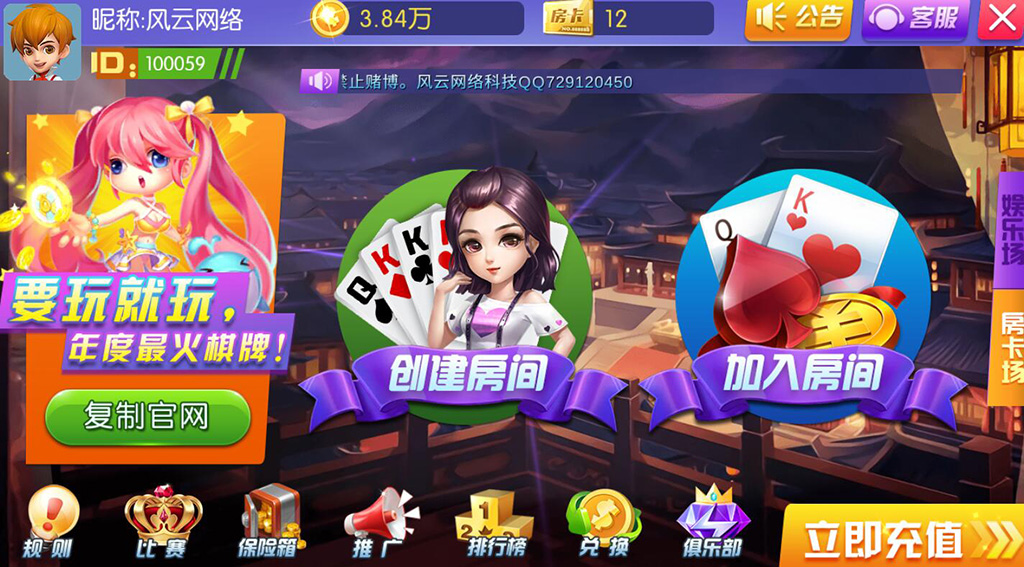 昵称:风云网络
3.84万
房卡
12
公告
客服
ID:
100059
禁止赌博。风云网络科技QQ729120450
要玩就玩，
年度最火棋牌!
复制官网
Q
K
K
创建房间
Q
K
加入房间
娱乐场
房卡场
规则
比赛
保险箱
1
2
推广
排行榜
兑换
俱乐部
立即充值